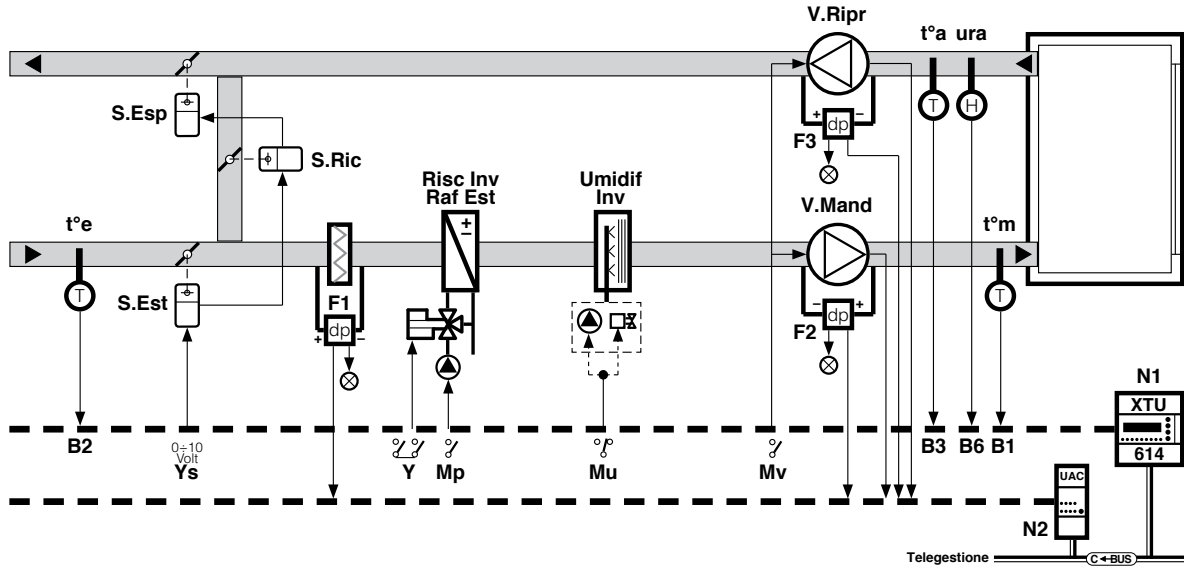 V.Ripr
t°a ura
S.Esp
T
H
+ dp −
F3
S.Ric
Risc Inv
Raf Est
Umidif
Inv
V.Mand
t°e
t°m
+
−
T
S.Est
F1
T
− dp +
F2
+ dp −
N1
XTU
614
B2
0÷10
Volt
Ys
Y
Mp
Mu
Mv
B3
B6
B1
UAC
N2
Telegestione
C BUS